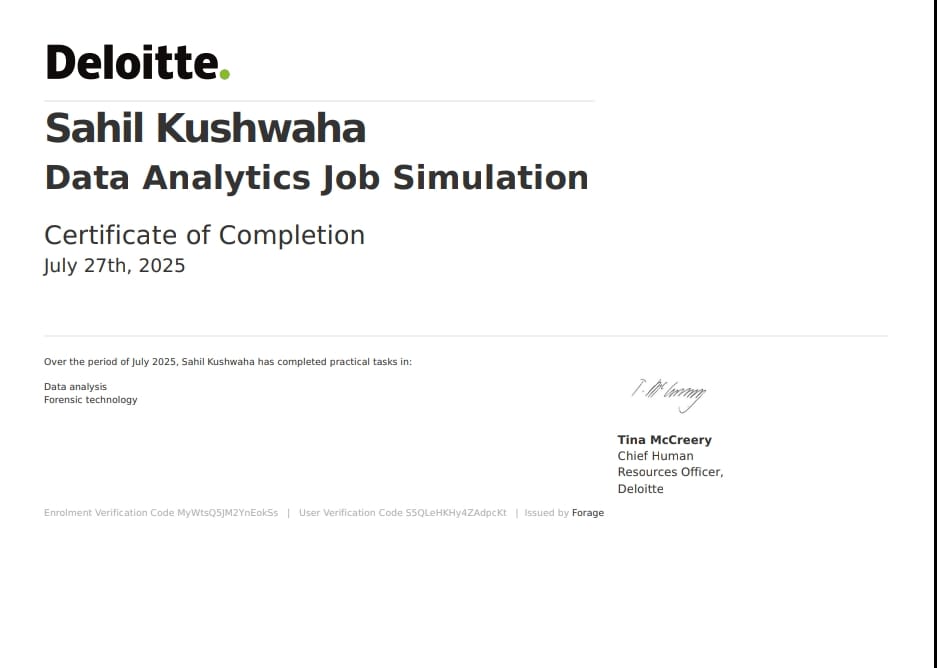 Deloitte.
Sahil Kushwaha
Data Analytics Job Simulation
Certificate of Completion
July 27th, 2025
Over the period of July 2025, Sahil Kushwaha has completed practical tasks in:
Data analysis
Forensic technology
T. McCreery
Tina McCreery
Chief Human
Resources Officer,
Deloitte
Enrolment Verification Code MyWtsQ5JM2YnEokSs | User Verification Code S5QLeHKHy4ZAdpcKt | Issued by Forage